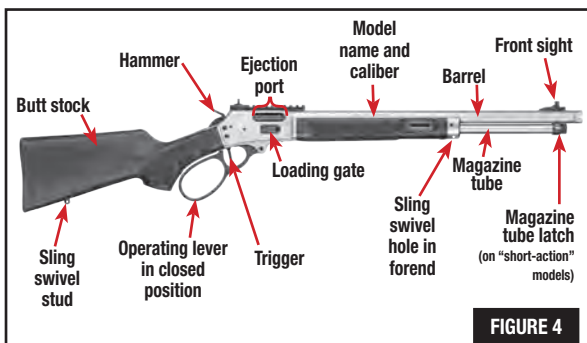 Hammer
Ejection
port
Model
name and
caliber
Front sight
Barrel
Butt stock
Loading gate
Magazine
tube
Sling
swivel
stud
Operating lever
in closed
position
Trigger
Sling
swivel
hole in
forend
Magazine
tube latch
(on “short-action”
models)
FIGURE 4